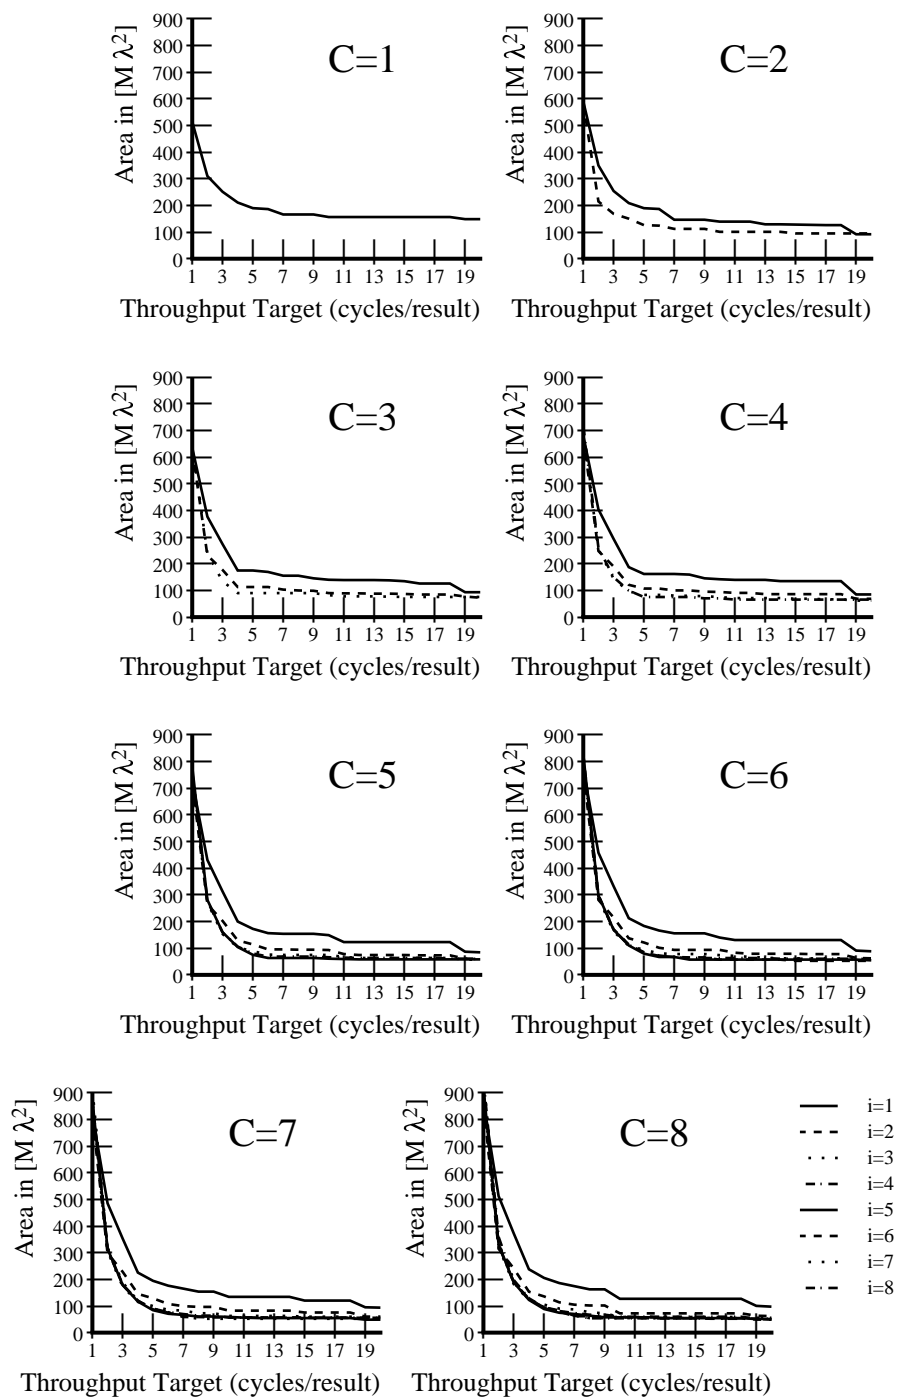 900
800
700
600
500
400
300
200
100
0
Area in [M λ²]
C=1
1 3 5 7 9 11 13 15 17 19
Throughput Target (cycles/result)
900
800
700
600
500
400
300
200
100
0
Area in [M λ²]
C=2
1 3 5 7 9 11 13 15 17 19
Throughput Target (cycles/result)
900
800
700
600
500
400
300
200
100
0
Area in [M λ²]
C=3
1 3 5 7 9 11 13 15 17 19
Throughput Target (cycles/result)
900
800
700
600
500
400
300
200
100
0
Area in [M λ²]
C=4
1 3 5 7 9 11 13 15 17 19
Throughput Target (cycles/result)
900
800
700
600
500
400
300
200
100
0
Area in [M λ²]
C=5
1 3 5 7 9 11 13 15 17 19
Throughput Target (cycles/result)
900
800
700
600
500
400
300
200
100
0
Area in [M λ²]
C=6
1 3 5 7 9 11 13 15 17 19
Throughput Target (cycles/result)
900
800
700
600
500
400
300
200
100
0
Area in [M λ²]
C=7
1 3 5 7 9 11 13 15 17 19
Throughput Target (cycles/result)
900
800
700
600
500
400
300
200
100
0
Area in [M λ²]
C=8
1 3 5 7 9 11 13 15 17 19
Throughput Target (cycles/result)
i=1
i=2
i=3
i=4
i=5
i=6
i=7
i=8